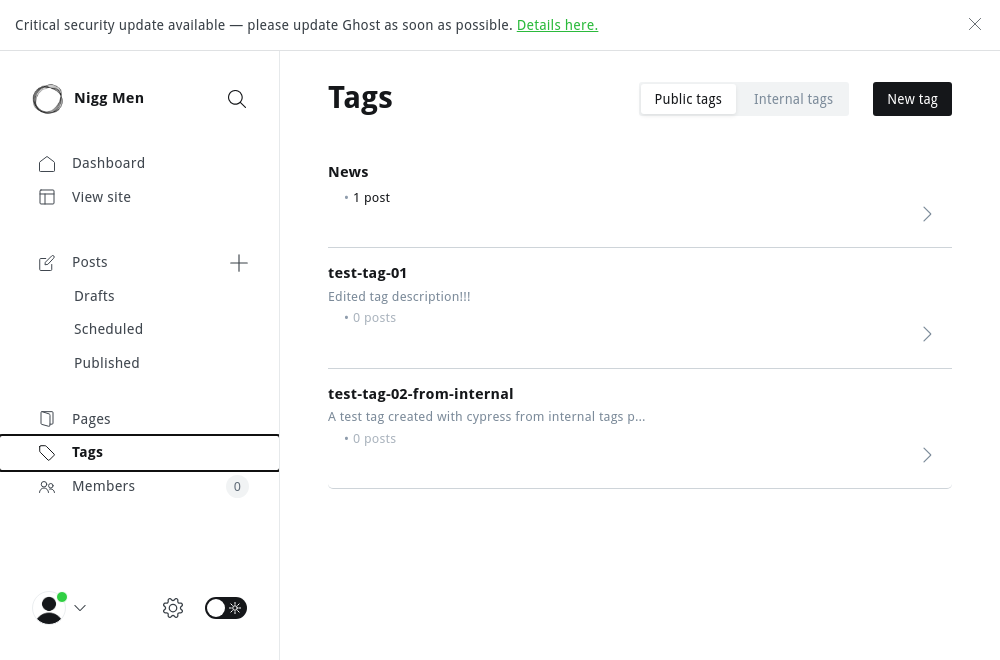 Critical security update available — please update Ghost as soon as possible. Details here.
Nigg Men
Dashboard
View site
Posts
Drafts
Scheduled
Published
Pages
Tags
Members
0
Tags
Public tags
Internal tags
New tag
News
• 1 post
test-tag-01
Edited tag description!!!
• 0 posts
test-tag-02-from-internal
A test tag created with cypress from internal tags p...
• 0 posts